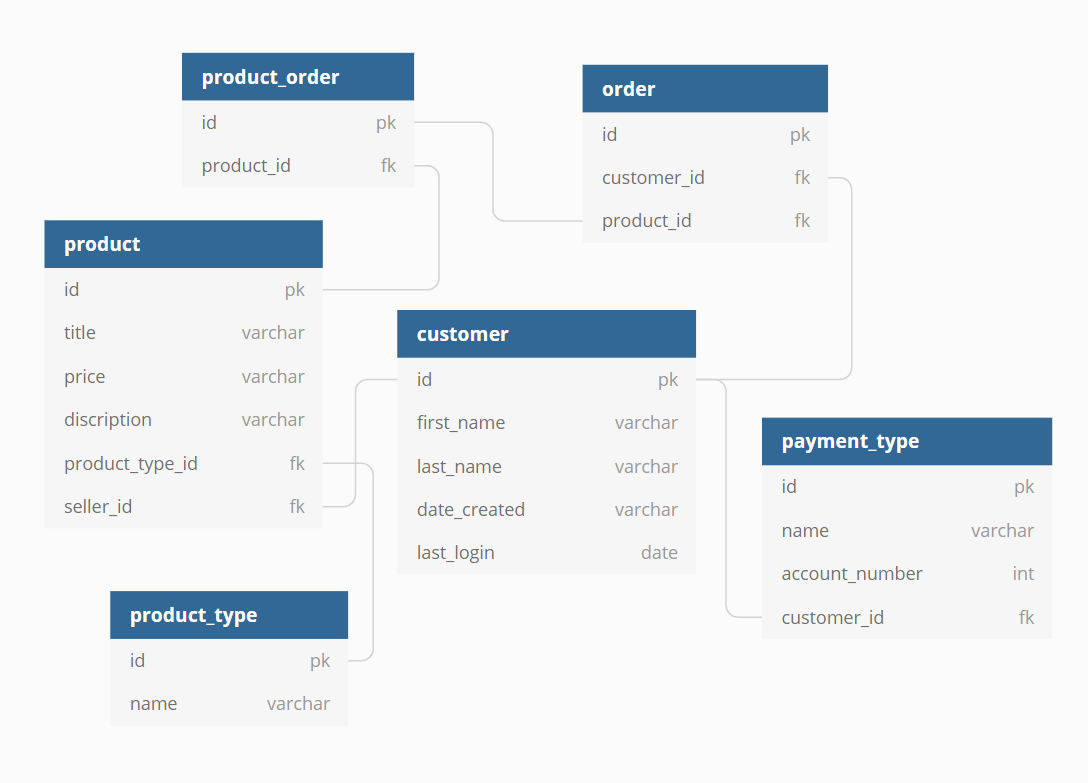 product_order
id pk
product_id fk
order
id pk
customer_id fk
product_id fk
product
id pk
title varchar
price varchar
discription varchar
product_type_id fk
seller_id fk
customer
id pk
first_name varchar
last_name varchar
date_created varchar
last_login date
payment_type
id pk
name varchar
account_number int
customer_id fk
product_type
id pk
name varchar